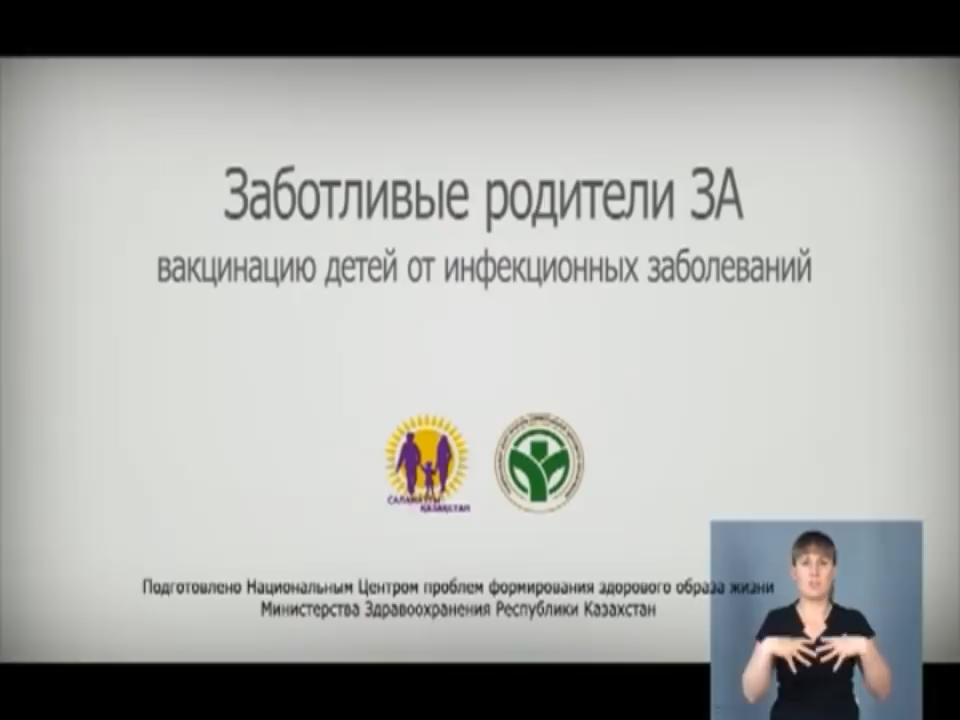 Заботливые родители ЗА
вакцинацию детей от инфекционных заболеваний
САЛАМАТТЫ
ҚАЗАҚСТАН
Подготовлено Национальным Центром проблем формирования здорового образа жизни
Министерства Здравоохранения Республики Казахстан